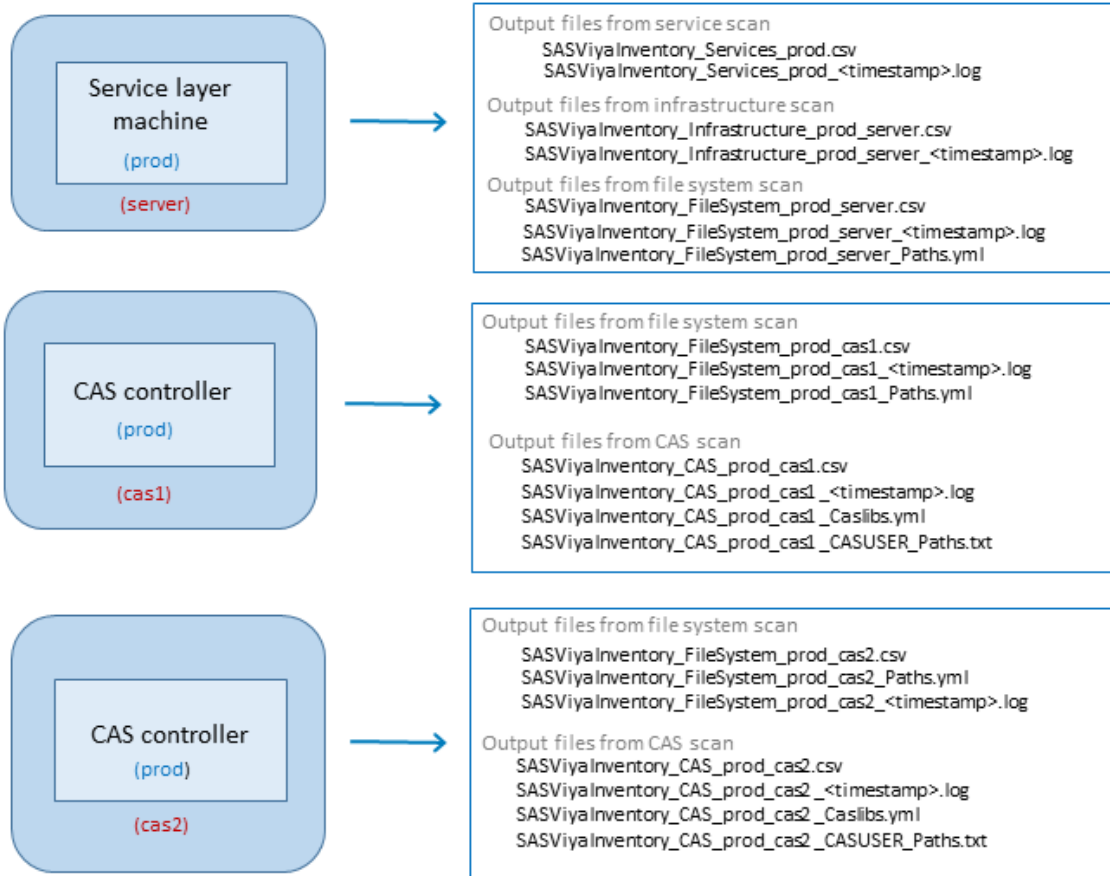 Service layer
machine
(prod)
(server)
Output files from service scan
SASViyaInventory_Services_prod.csv
SASViyaInventory_Services_prod_<timestamp>.log
Output files from infrastructure scan
SASViyaInventory_Infrastructure_prod_server.csv
SASViyaInventory_Infrastructure_prod_server_<timestamp>.log
Output files from file system scan
SASViyaInventory_FileSystem_prod_server.csv
SASViyaInventory_FileSystem_prod_server_<timestamp>.log
SASViyaInventory_FileSystem_prod_server_Paths.yml
CAS controller
(prod)
(cas1)
Output files from file system scan
SASViyaInventory_FileSystem_prod_cas1.csv
SASViyaInventory_FileSystem_prod_cas1_<timestamp>.log
SASViyaInventory_FileSystem_prod_cas1_Paths.yml
Output files from CAS scan
SASViyaInventory_CAS_prod_cas1.csv
SASViyaInventory_CAS_prod_cas1 _<timestamp>.log
SASViyaInventory_CAS_prod_cas1 _Caslibs.yml
SASViyaInventory_CAS_prod_cas1 _CASUSER_Paths.txt
CAS controller
(prod)
(cas2)
Output files from file system scan
SASViyaInventory_FileSystem_prod_cas2.csv
SASViyaInventory_FileSystem_prod_cas2_Paths.yml
SASViyaInventory_FileSystem_prod_cas2_<timestamp>.log
Output files from CAS scan
SASViyaInventory_CAS_prod_cas2.csv
SASViyaInventory_CAS_prod_cas2 _<timestamp>.log
SASViyaInventory_CAS_prod_cas2 _Caslibs.yml
SASViyaInventory_CAS_prod_cas2 _CASUSER_Paths.txt